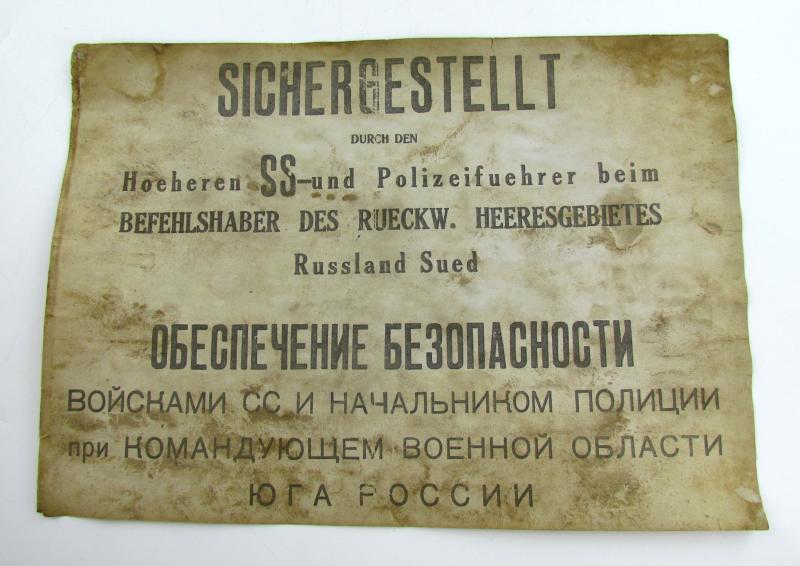 SICHERGESTELLT
DURCH DEN
Hoeheren SS-und Polizeifuehrer beim
BEFEHLSHABER DES RUECKW. HEERESGEBIETES
Russland Sued
ОБЕСПЕЧЕНИЕ БЕЗОПАСНОСТИ
ВОЙСКАМИ СС И НАЧАЛЬНИКОМ ПОЛИЦИИ
при КОМАНДУЮЩЕМ ВОЕННОЙ ОБЛАСТИ
ЮГА РОССИИ